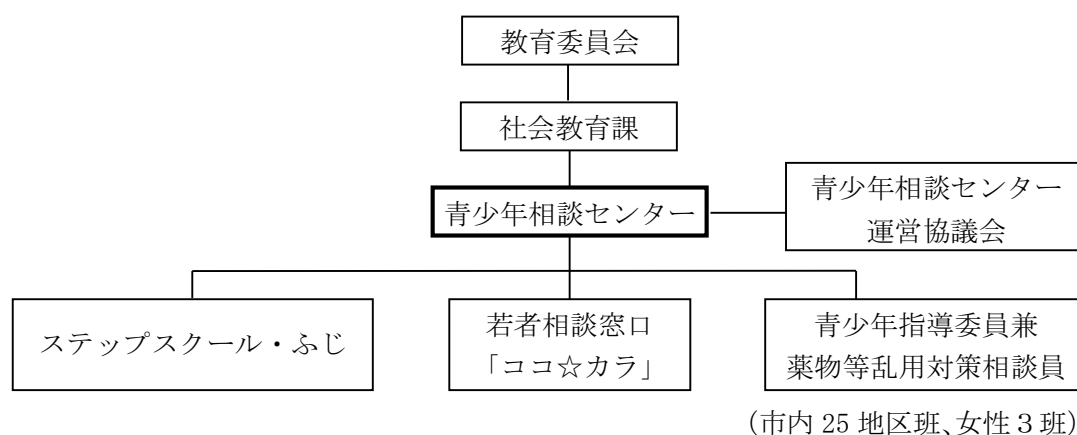 教育委員会
社会教育課
青少年相談センター
青少年相談センター
運営協議会
ステップスクール・ふじ
若者相談窓口
「ココ☆カラ」
青少年指導委員兼
薬物等乱用対策相談員
（市内 25 地区班、女性３班）